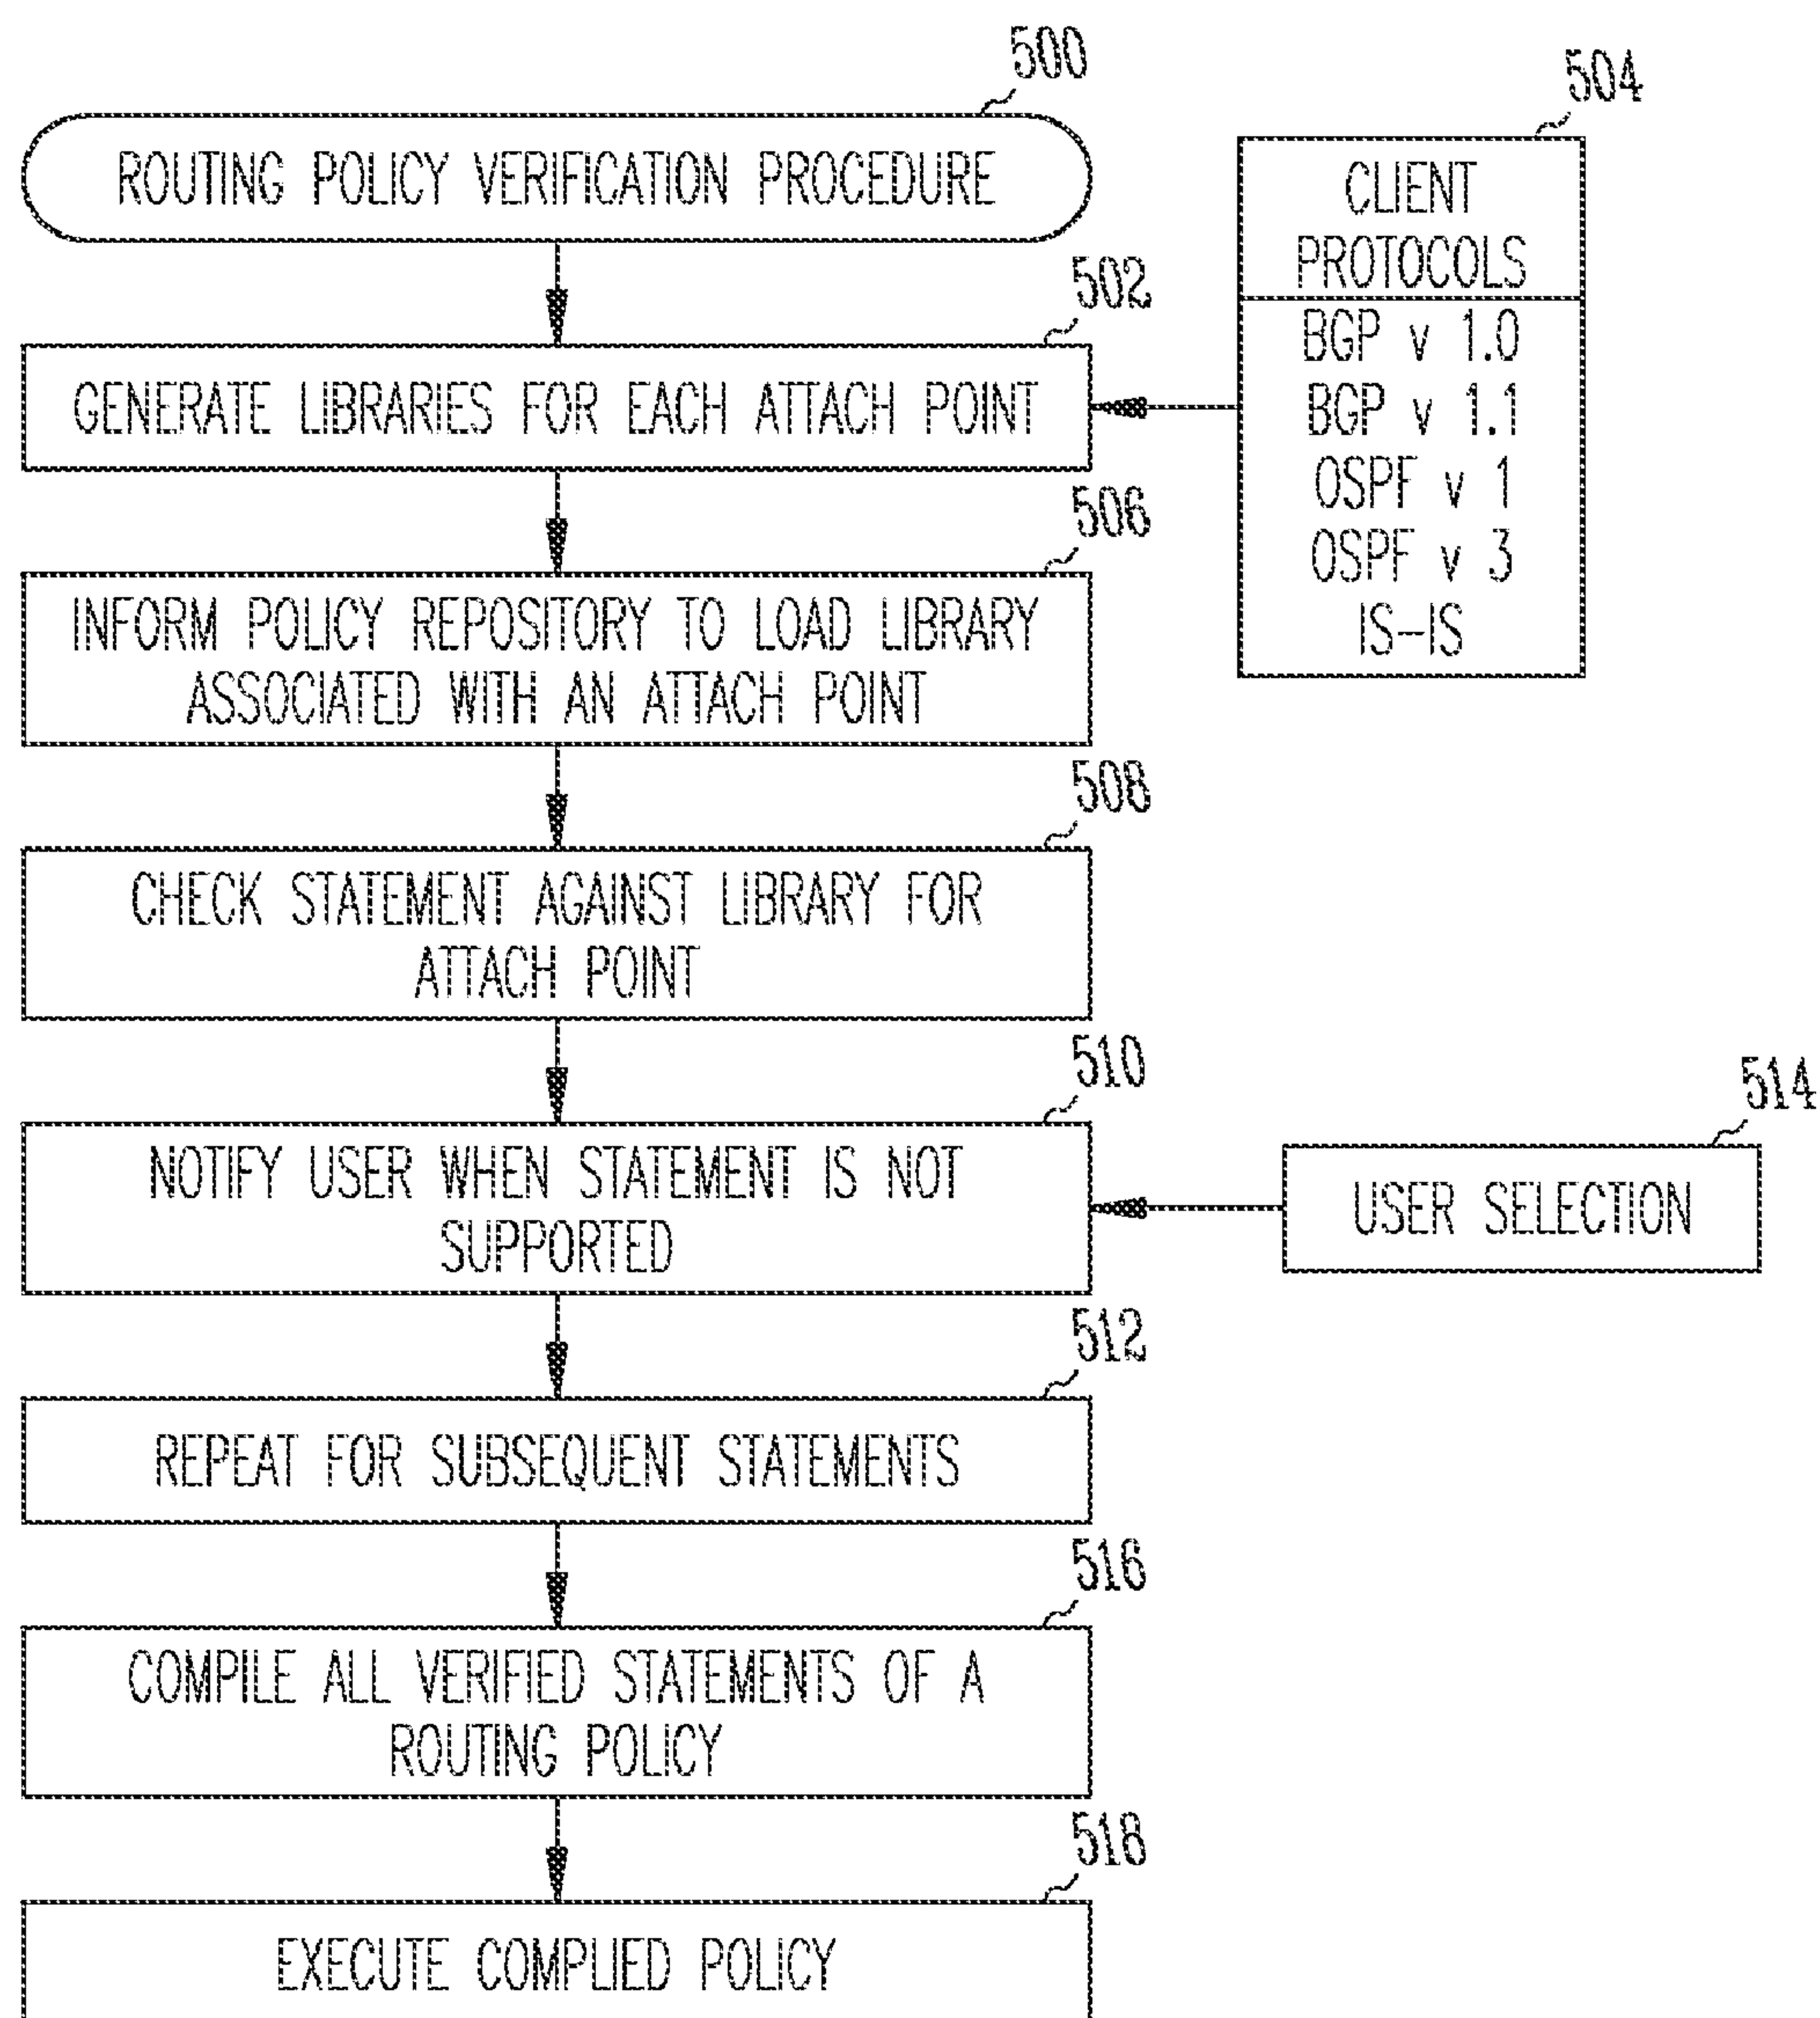 500
ROUTING POLICY VERIFICATION PROCEDURE
504
CLIENT
PROTOCOLS
BGP v 1.0
BGP v 1.1
OSPF v 1
OSPF v 3
IS-IS
502
GENERATE LIBRARIES FOR EACH ATTACH POINT
506
INFORM POLICY REPOSITORY TO LOAD LIBRARY
ASSOCIATED WITH AN ATTACH POINT
508
CHECK STATEMENT AGAINST LIBRARY FOR
ATTACH POINT
510
NOTIFY USER WHEN STATEMENT IS NOT
SUPPORTED
514
USER SELECTION
512
REPEAT FOR SUBSEQUENT STATEMENTS
516
COMPILE ALL VERIFIED STATEMENTS OF A
ROUTING POLICY
518
EXECUTE COMPLIED POLICY